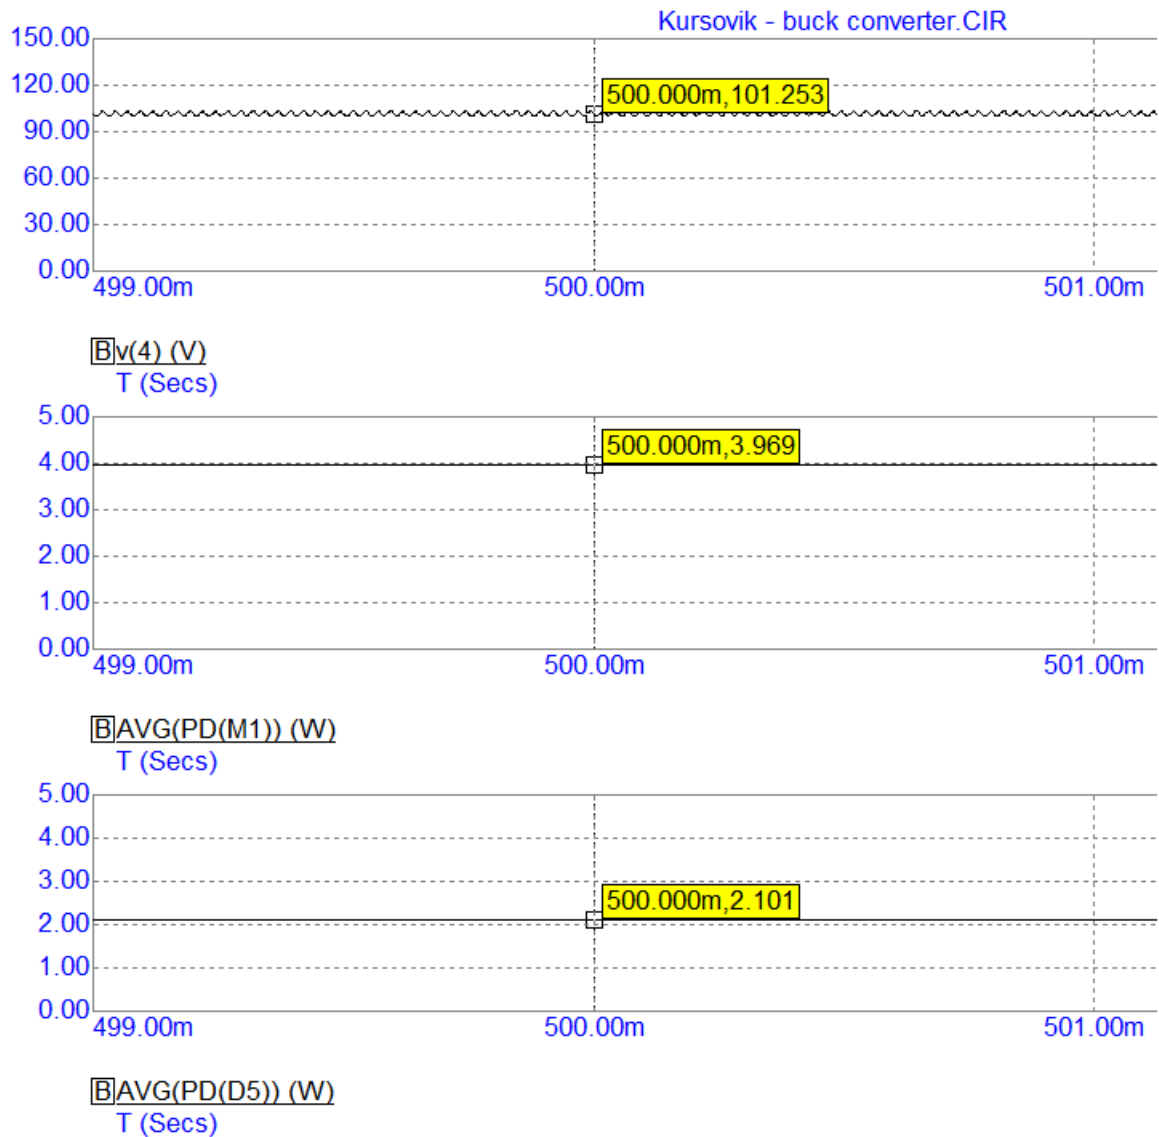 Kursovik - buck converter.CIR
150.00
120.00
500.000m,101.253
90.00
60.00
30.00
0.00
499.00m 500.00m 501.00m
B v(4) (V)
T (Secs)
5.00
500.000m,3.969
4.00
3.00
2.00
1.00
0.00
499.00m 500.00m 501.00m
B AVG(PD(M1)) (W)
T (Secs)
5.00
4.00
3.00
500.000m,2.101
2.00
1.00
0.00
499.00m 500.00m 501.00m
B AVG(PD(D5)) (W)
T (Secs)